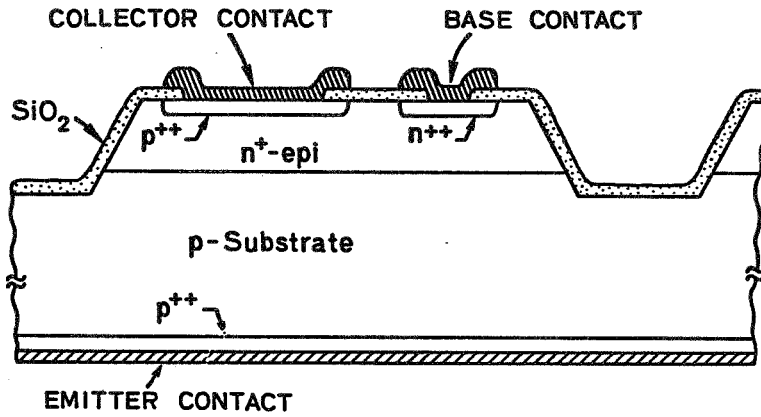 COLLECTOR CONTACT
BASE CONTACT
SiO₂
p⁺⁺
n⁺⁺
n⁺-epi
p-Substrate
p⁺⁺
EMITTER CONTACT